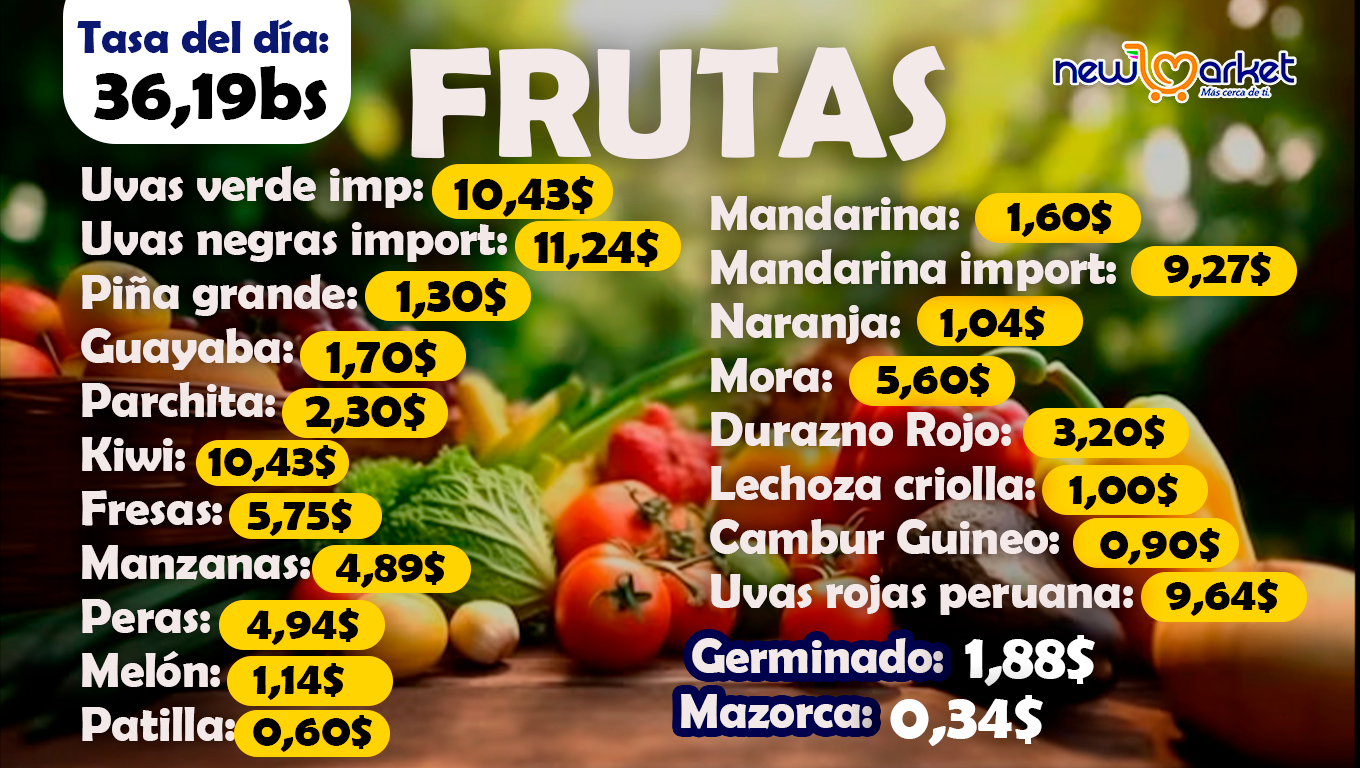 Tasa del día:
36,19bs
FRUTAS
newmarket
Más cerca de ti.
Uvas verde imp: 10,43$
Uvas negras import: 11,24$
Piña grande: 1,30$
Guayaba: 1,70$
Parchita: 2,30$
Kiwi: 10,43$
Fresas: 5,75$
Manzanas: 4,89$
Peras: 4,94$
Melón: 1,14$
Patilla: 0,60$
Mandarina: 1,60$
Mandarina import: 9,27$
Naranja: 1,04$
Mora: 5,60$
Durazno Rojo: 3,20$
Lechoza criolla: 1,00$
Cambur Guineo: 0,90$
Uvas rojas peruana: 9,64$
Germinado: 1,88$
Mazorca: 0,34$